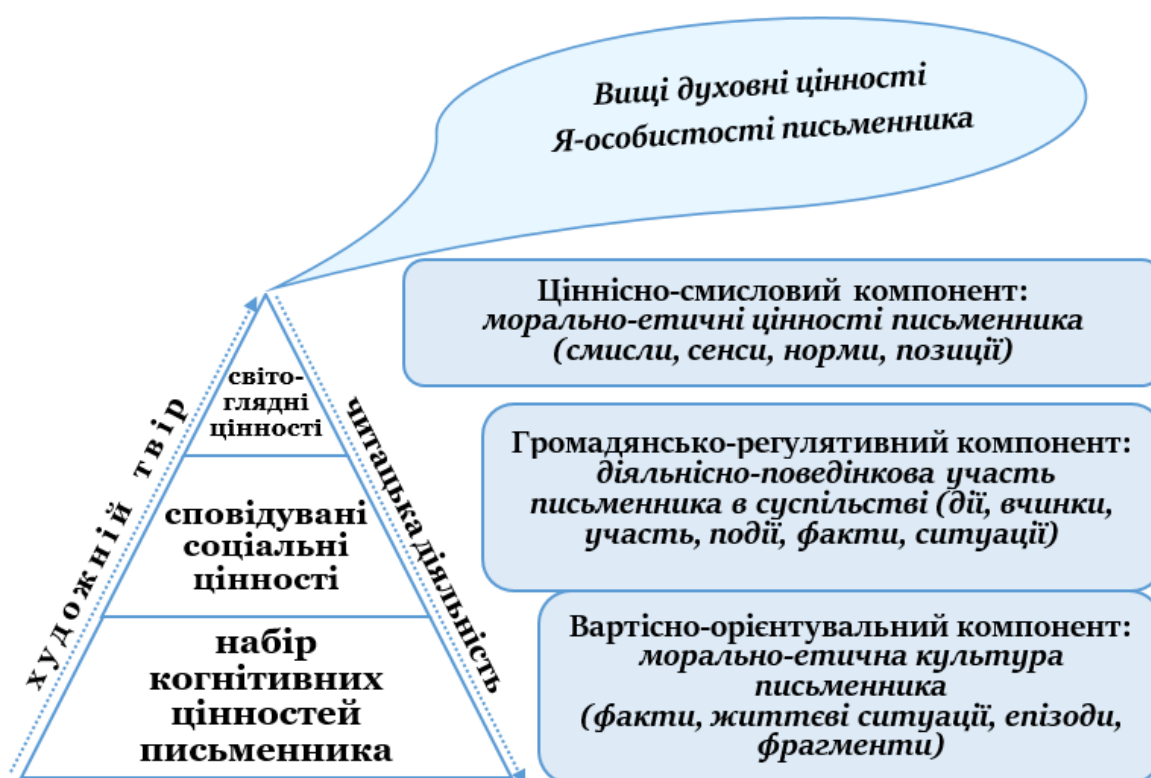 Вищі духовні цінності
Я-особистості письменника
Ціннісно-смисловий компонент:
морально-етичні цінності письменника
(смисли, сенси, норми, позиції)
світо-
глядні
цінності
художній твір
читацька діяльність
Громадянсько-регулятивний компонент:
діяльнісно-поведінкова участь
письменника в суспільстві (дії, вчинки,
участь, події, факти, ситуації)
сповідувані
соціальні
цінності
Вартісно-орієнтувальний компонент:
морально-етична культура
письменника
(факти, життєві ситуації, епізоди,
фрагменти)
набір
когнітивних
цінностей
письменника